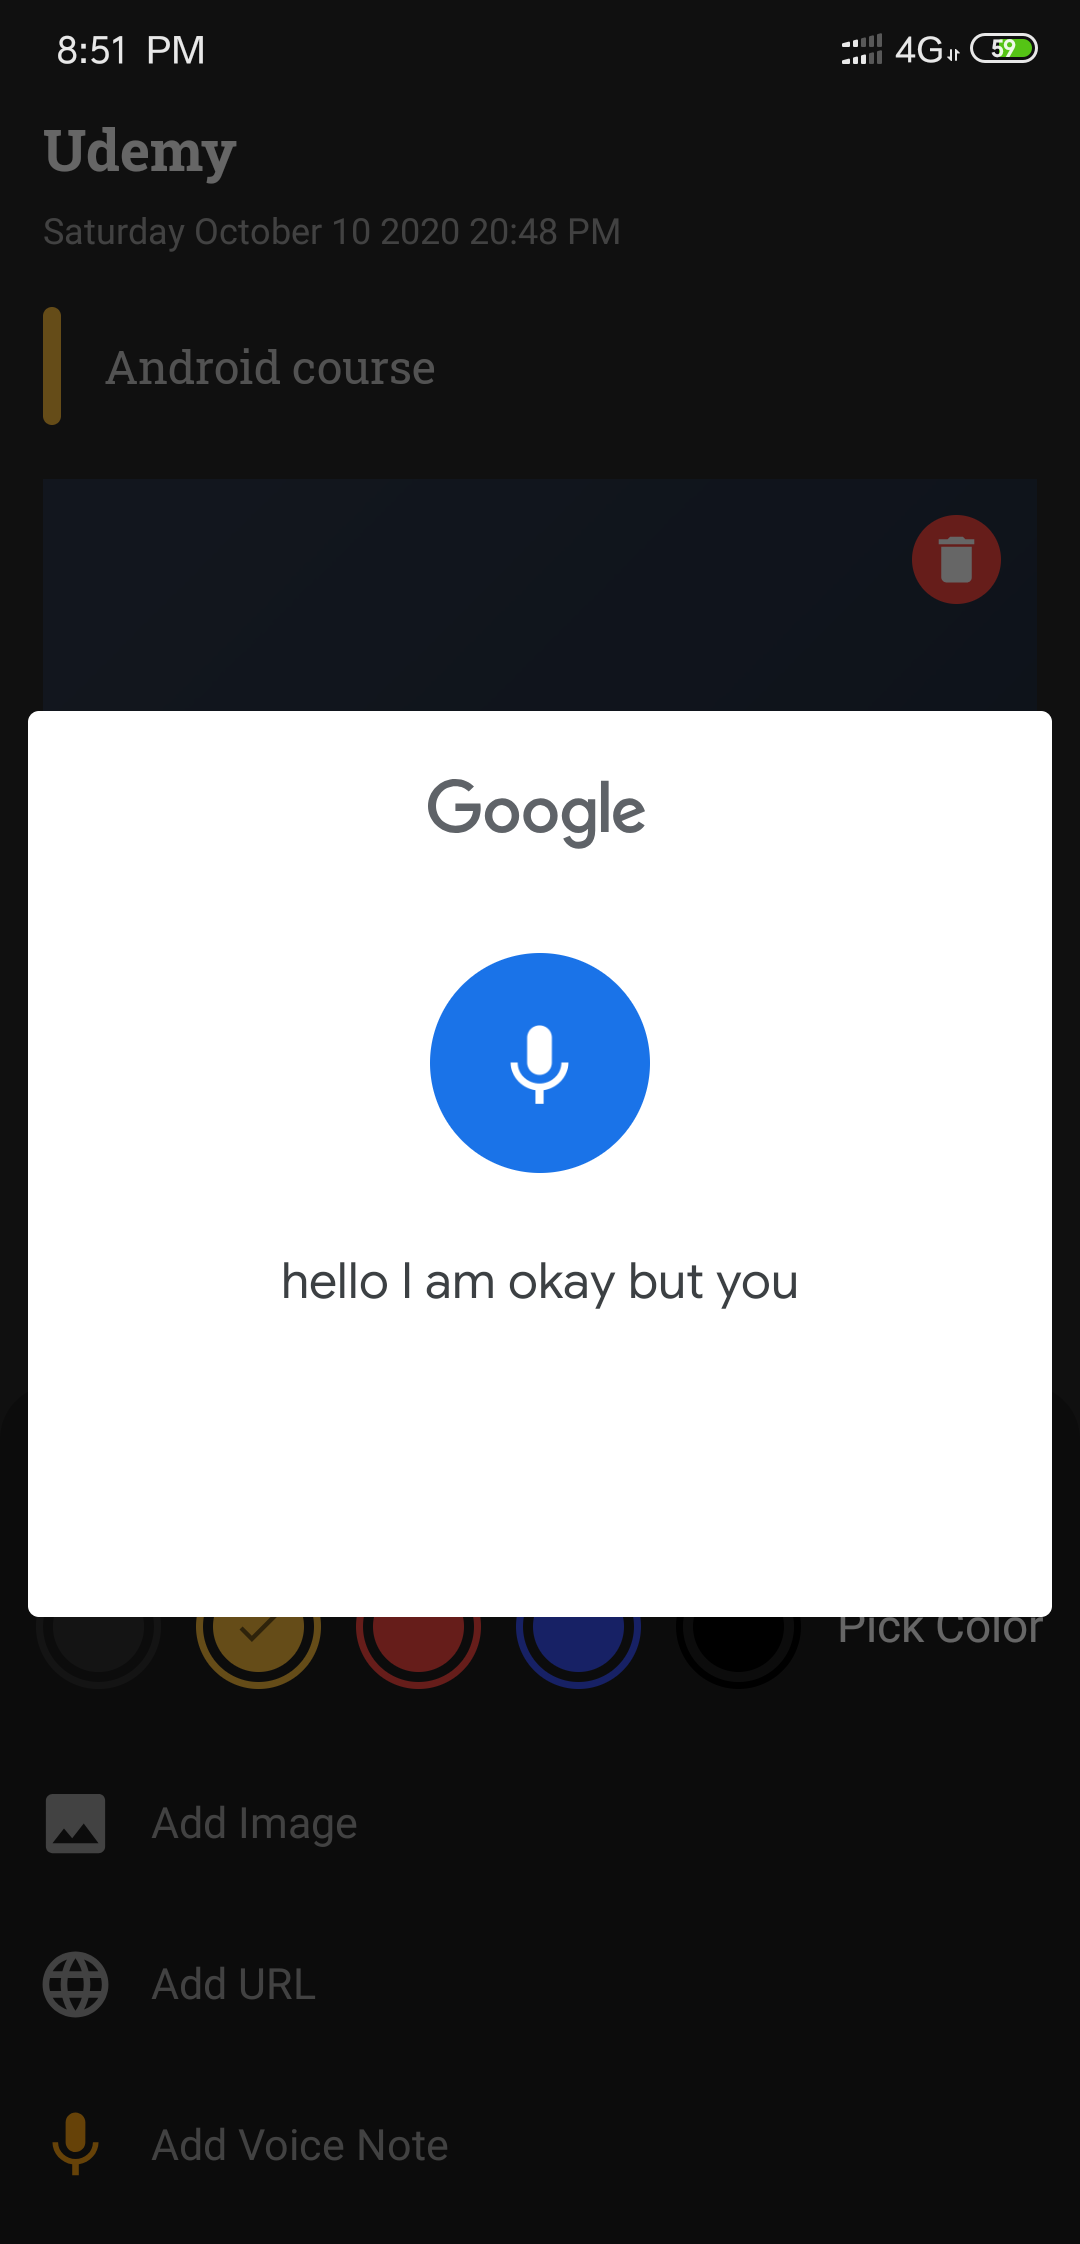 8:51 PM 4G 59
Udemy
Saturday October 10 2020 20:48 PM
Android course
Google
hello I am okay but you
Pick Color
Add Image
Add URL
Add Voice Note